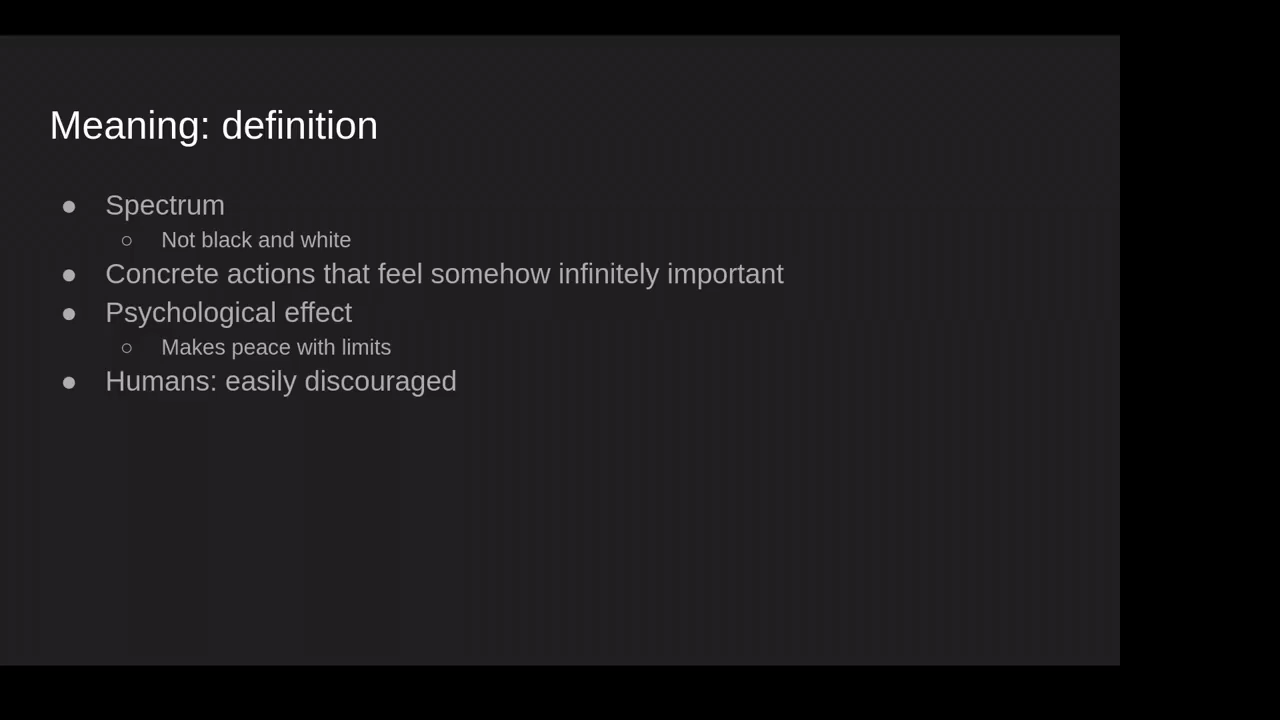 Meaning: definition
● Spectrum
○ Not black and white
● Concrete actions that feel somehow infinitely important
● Psychological effect
○ Makes peace with limits
● Humans: easily discouraged